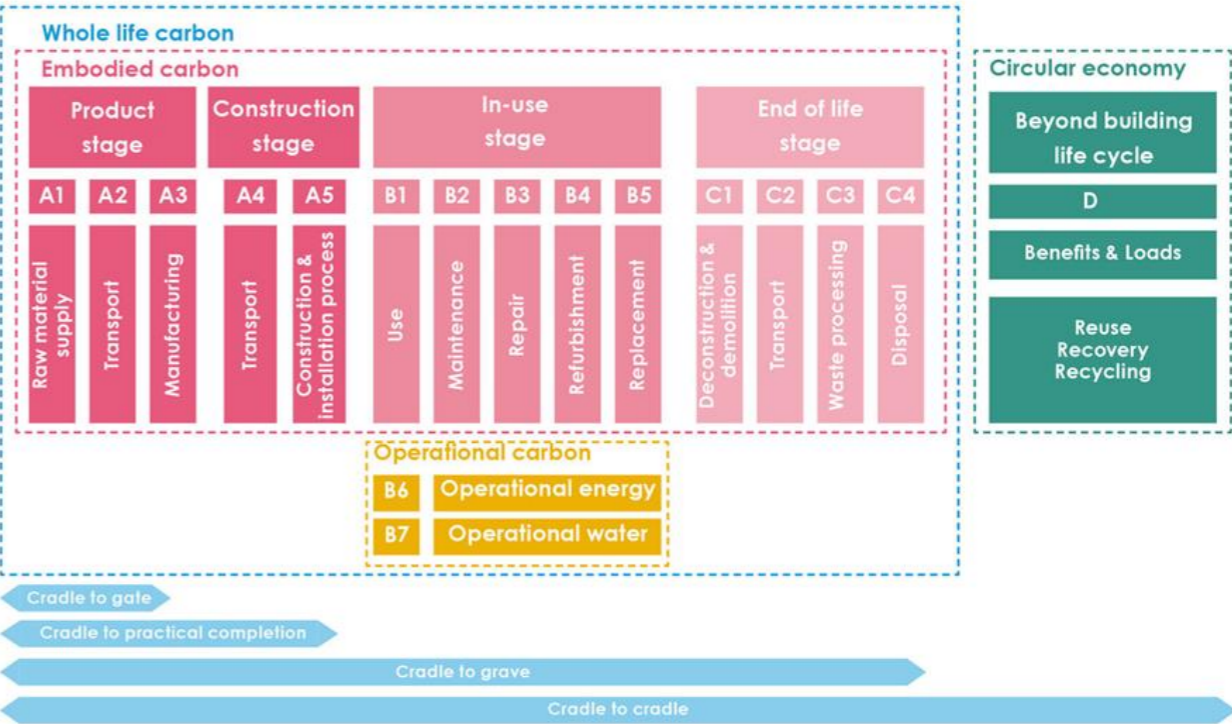 Whole life carbon
Embodied carbon
Circular economy
Product
stage
Construction
stage
In-use
stage
End of life
stage
Beyond building
life cycle
A1
A2
A3
A4
A5
B1
B2
B3
B4
B5
C1
C2
C3
C4
D
Raw material
supply
Transport
Manufacturing
Transport
Construction &
installation process
Use
Maintenance
Repair
Refurbishment
Replacement
Deconstruction &
demolition
Transport
Waste processing
Disposal
Benefits & Loads
Reuse
Recovery
Recycling
Operational carbon
B6
Operational energy
B7
Operational water
Cradle to gate
Cradle to practical completion
Cradle to grave
Cradle to cradle